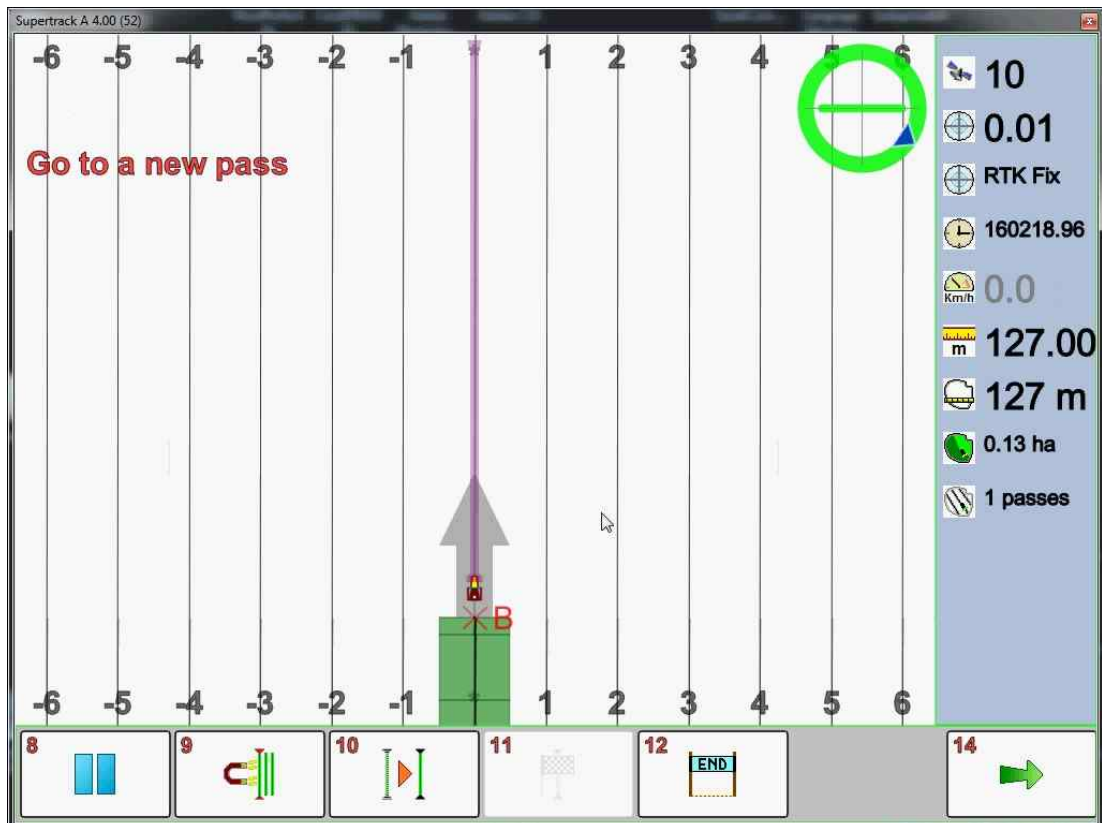 Supertrack A 4.00 (52)
-6 -5 -4 -3 -2 -1 1 2 3 4 5 6
Go to a new pass
10
0.01
RTK Fix
160218.96
Km/h 0.0
m 127.00
127 m
0.13 ha
1 passes
B
-6 -5 -4 -3 -2 -1 1 2 3 4 5 6
8 9 10 11 12 14
END